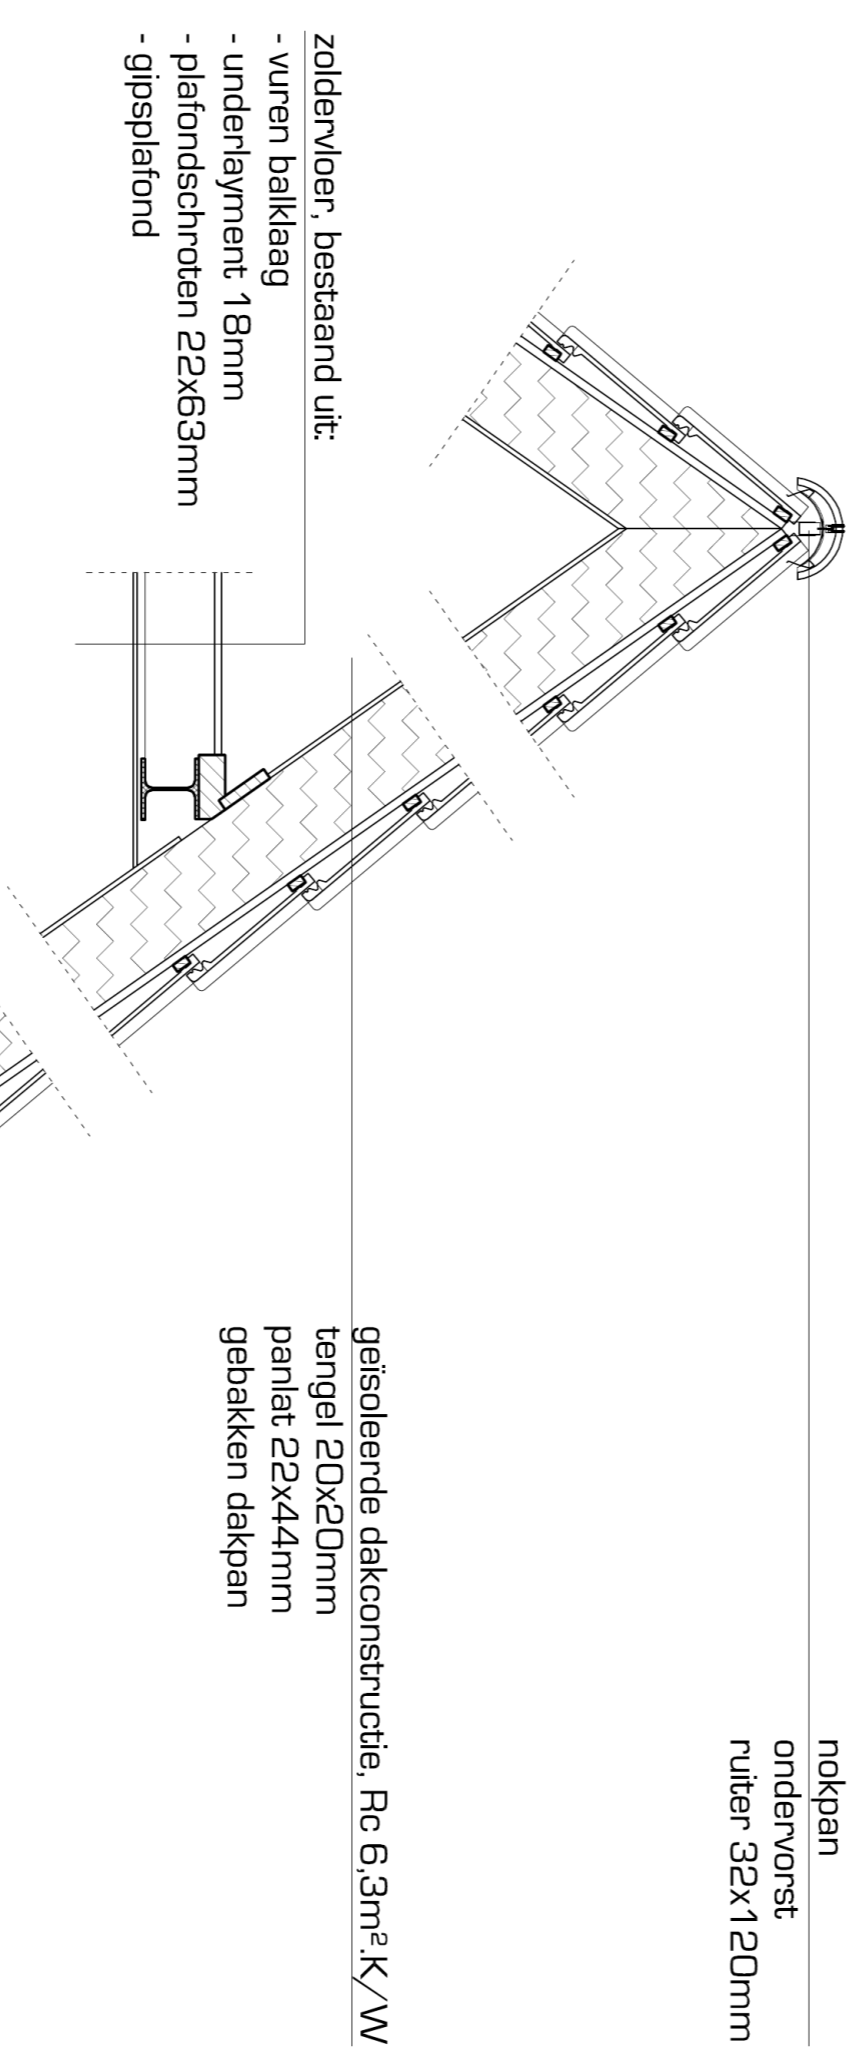 nokpan
ondervorst
ruiter 32x120mm
geïsoleerde dakconstructie, Rc 6,3m².K/W
tengel 20x20mm
panlat 22x44mm
gebakken dakpan
zoldervloer, bestaand uit:
- vuren balklaag
- underlayment 18mm
- plafondschroten 22x63mm
- gipsplafond